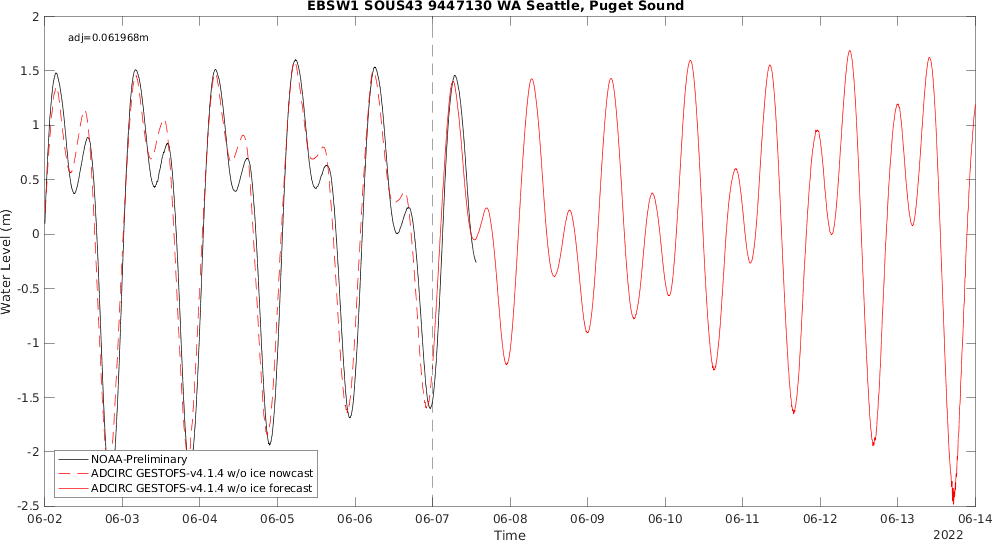 EBSW1 SOUS43 9447130 WA Seattle, Puget Sound
adj=0.061968m
2
1.5
1
0.5
0
-0.5
-1
-1.5
-2
-2.5
Water Level (m)
NOAA-Preliminary
ADCIRC GESTOFS-v4.1.4 w/o ice nowcast
ADCIRC GESTOFS-v4.1.4 w/o ice forecast
06-02 06-03 06-04 06-05 06-06 06-07 06-08 06-09 06-10 06-11 06-12 06-13 06-14
Time
2022